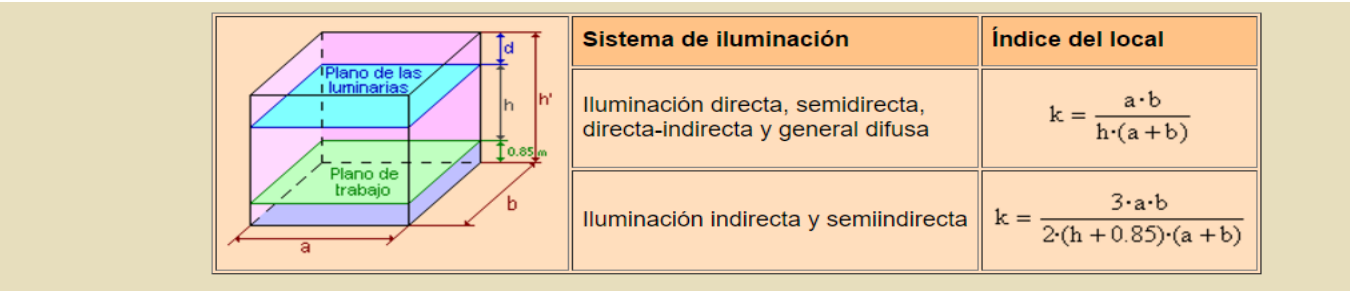 Sistema de iluminación
Índice del local
d
Plano de las
luminarias
h
h'
0.85 m
Plano de
trabajo
b
a
Iluminación directa, semidirecta,
directa-indirecta y general difusa
k = a·b / h·(a + b)
Iluminación indirecta y semiindirecta
k = 3·a·b / 2·(h + 0.85)·(a + b)